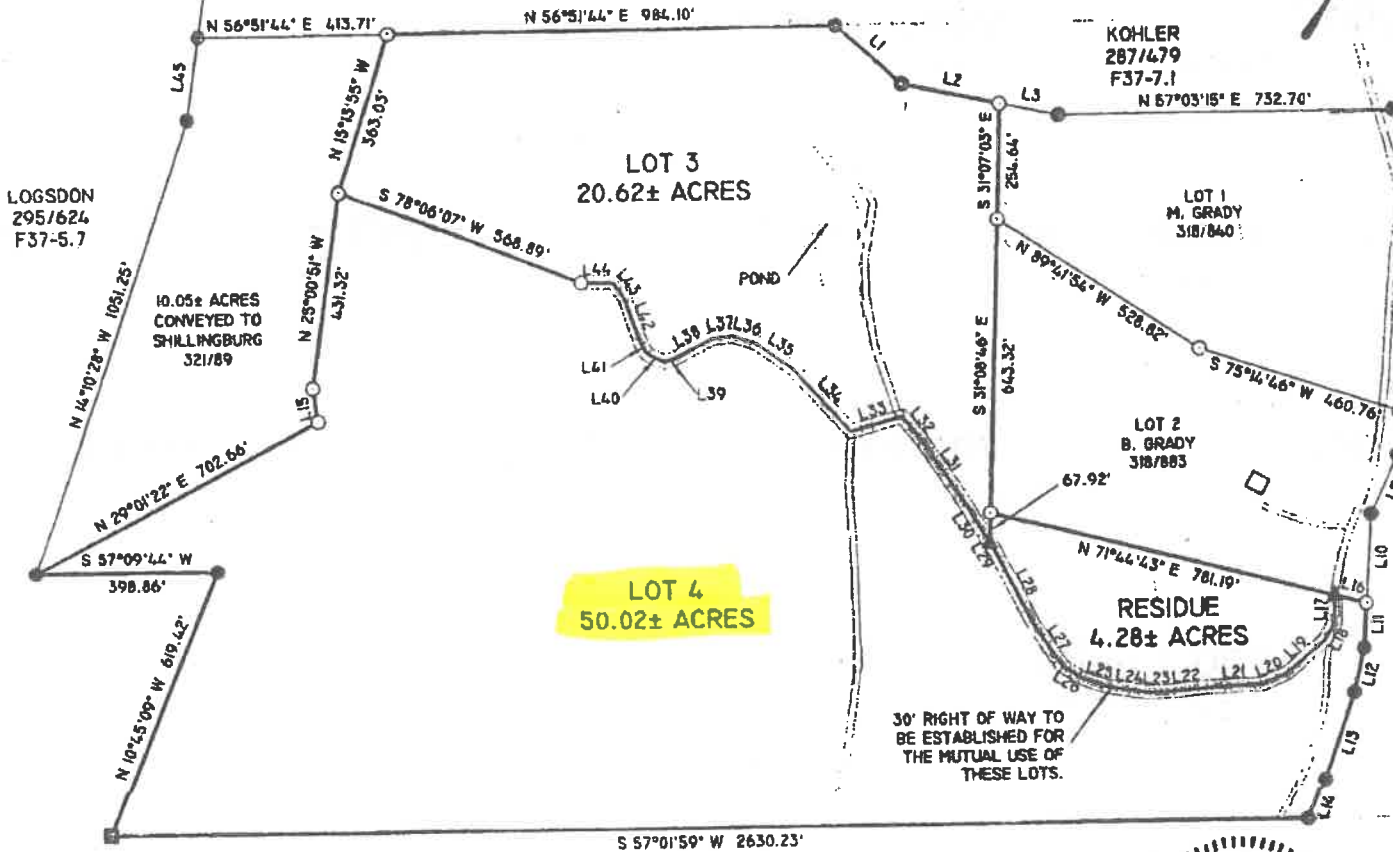 N 56°51'44" E 413.71'
N 56°51'44" E 984.10'
KOHLER
287/479
F37-7.1
L1
L2
L3
N 67°03'15" E 732.70'
L45
N 15°13'55" W
363.03'
S 31°07'03" E
254.64'
LOT 3
20.62± ACRES
LOGSDON
295/624
F37-5.7
S 78°06'07" W 568.89'
LOT 1
M. GRADY
318/840
N 14°10'28" W 1051.25'
10.05± ACRES
CONVEYED TO
SHILLINGBURG
321/89
N 25°00'51" W
431.32'
POND
N 89°41'54" W 528.82'
L44
L43
L42
L41
L40
L39
L38
L37
L36
L35
L34
L33
L32
L31
L30
L29
S 31°08'46" E
643.32'
S 75°14'46" W 460.76'
LOT 2
B. GRADY
318/883
67.92'
L15
N 29°01'22" E 702.66'
S 57°09'44" W
398.86'
N 71°44'43" E 781.19'
L10
L16
L17
L18
L11
L12
L13
L14
LOT 4
50.02± ACRES
RESIDUE
4.28± ACRES
L28
L27
L26
L25
L24
L23
L22
L21
L20
L19
N 10°45'09" W 619.42'
30' RIGHT OF WAY TO
BE ESTABLISHED FOR
THE MUTUAL USE OF
THESE LOTS.
S 57°01'59" W 2630.23'